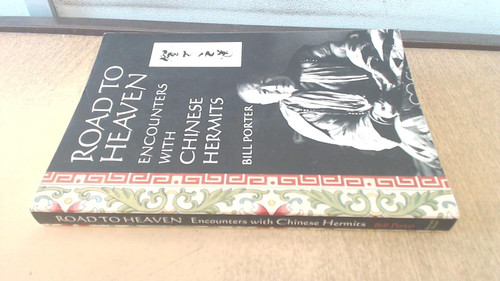 ROAD TO
HEAVEN
ENCOUNTERS
WITH
CHINESE
HERMITS
BILL PORTER
ROAD TO HEAVEN Encounters with Chinese Hermits Bill Porter